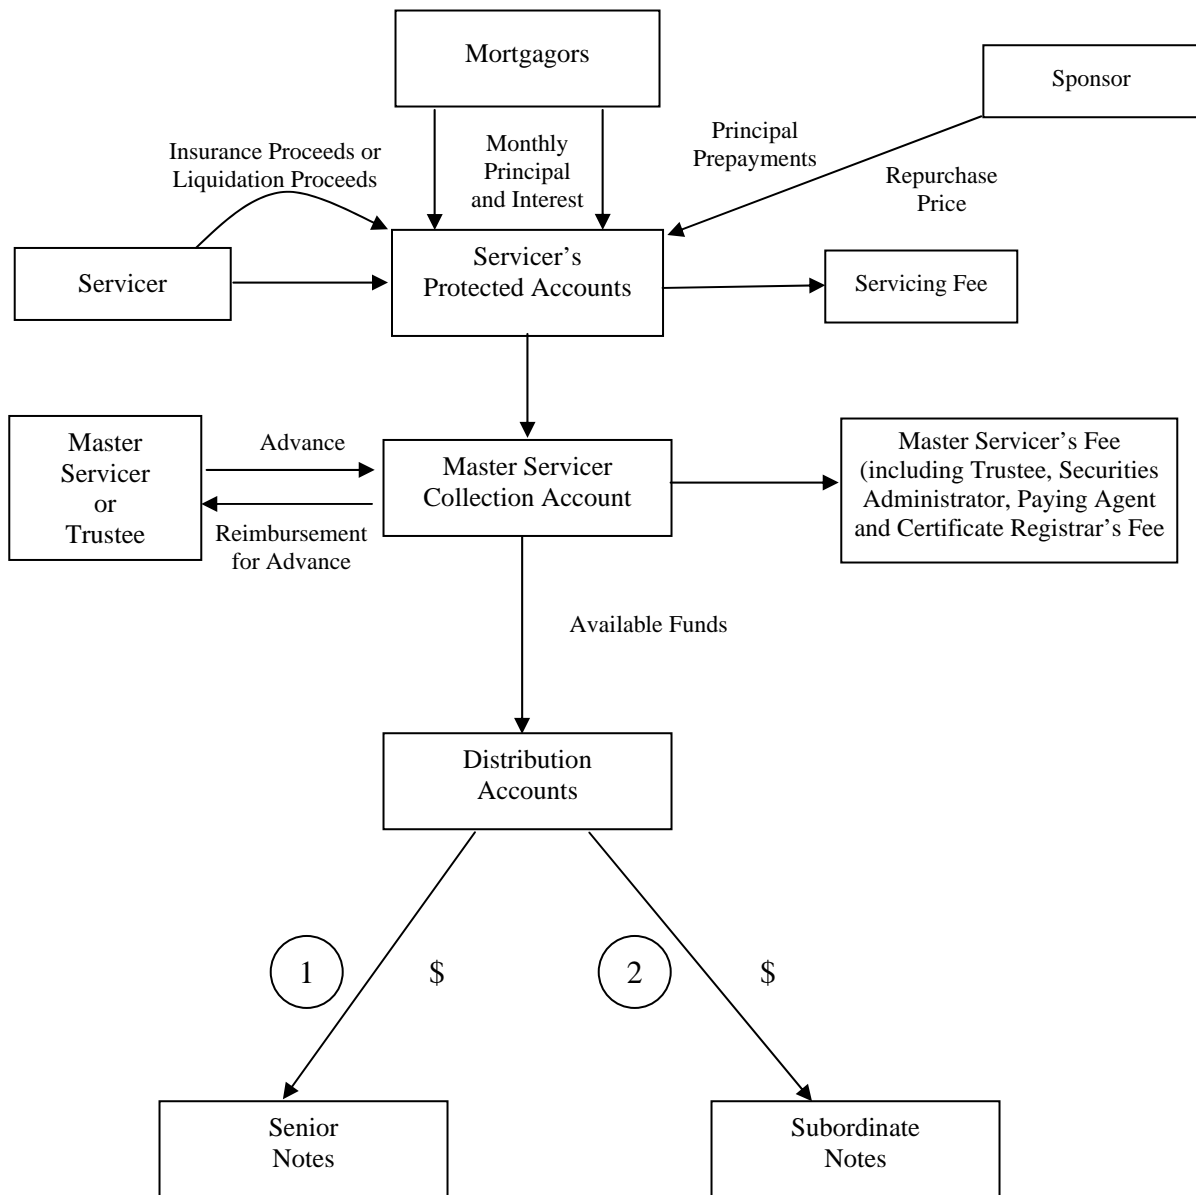 Mortgagors
Sponsor
Principal
Prepayments
Monthly
Principal
and Interest
Insurance Proceeds or
Liquidation Proceeds
Repurchase
Price
Servicer
Servicer's
Protected Accounts
Servicing Fee
Master
Servicer
or
Trustee
Advance
Reimbursement
for Advance
Master Servicer
Collection Account
Master Servicer's Fee
(including Trustee, Securities
Administrator, Paying Agent
and Certificate Registrar's Fee
Available Funds
Distribution
Accounts
1
$
2
$
Senior
Notes
Subordinate
Notes